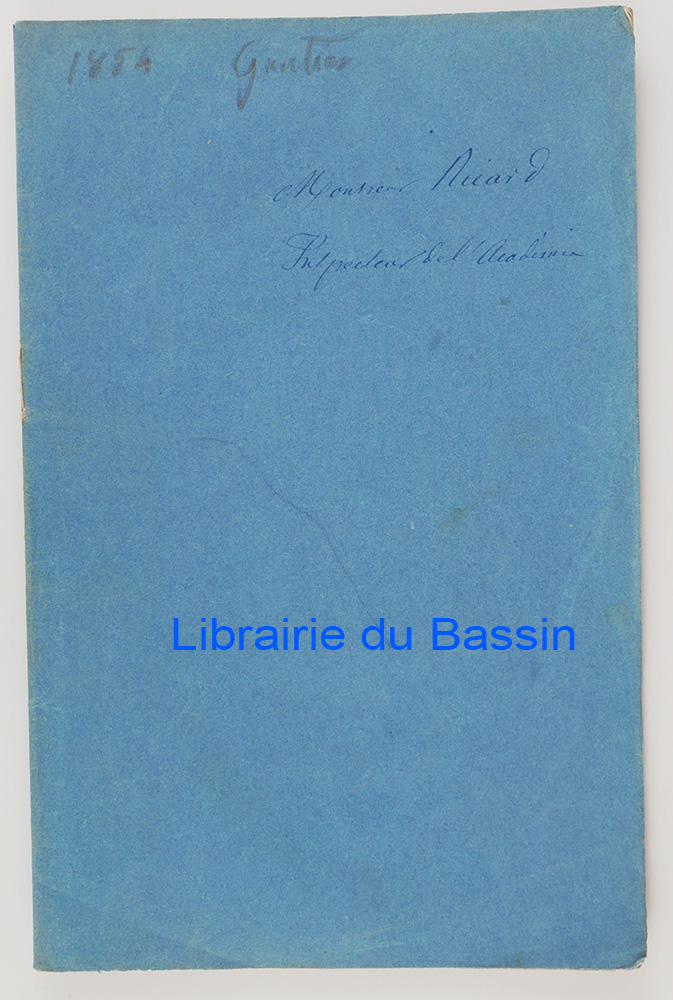 1854 Gautier
Monsieur Ricard
Inspecteur de l'Académie
Librairie du Bassin